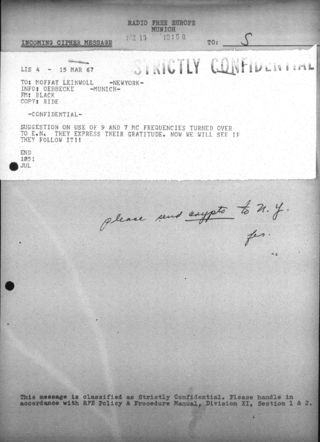 RADIO FREE EUROPE
MUNICH
INCOMING CIPHER MESSAGE
TO: S
STRICTLY CONFIDENTIAL
LIS 4 - 15 MAR 67
TO: MOFFAT LEINWOLL -NEWYORK-
INFO: OERBECKE -MUNICH-
FM: BLACK
COPY: RIDE
-CONFIDENTIAL-
SUGGESTION ON USE OF 9 AND 7 MC FREQUENCIES TURNED OVER
TO E.N. THEY EXPRESS THEIR GRATITUDE. NOW WE WILL SEE IF
THEY FOLLOW IT!!
END
1051
JUL
please send crypto to N.Y.
This message is classified as Strictly Confidential. Please handle in
accordance with RFE Policy & Procedure Manual, Division XI, Section 1 & 2.